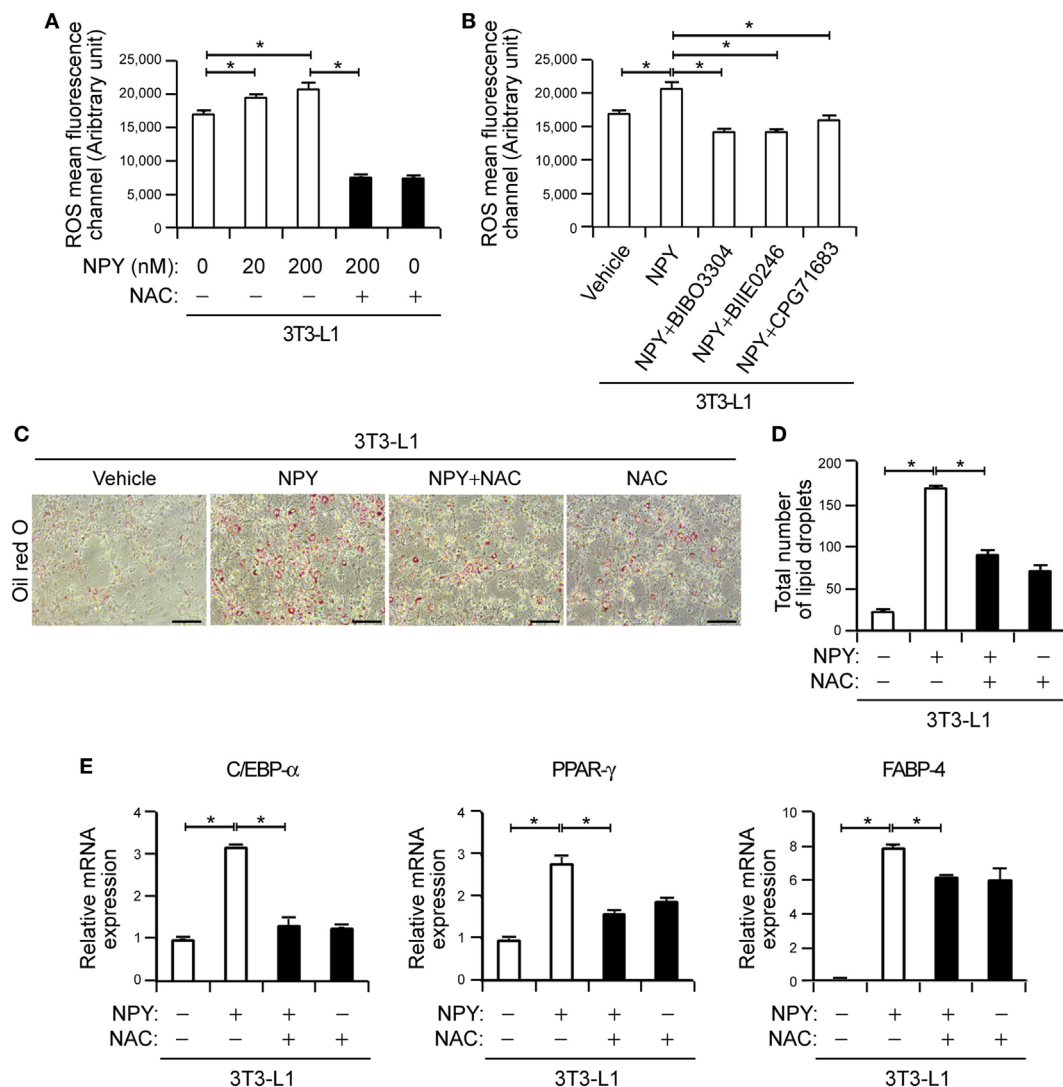 A
ROS mean fluorescence
channel (Aribtrary unit)
25,000
20,000
15,000
10,000
5,000
0
* * *
NPY (nM): 0 20 200 200 0
NAC: – – – + +
3T3-L1
B
ROS mean fluorescence
channel (Aribtrary unit)
25,000
20,000
15,000
10,000
5,000
0
* * * *
Vehicle
NPY
NPY+BIBO3304
NPY+BIIE0246
NPY+CPG71683
3T3-L1
C
3T3-L1
Vehicle NPY NPY+NAC NAC
Oil red O
D
Total number
of lipid droplets
200
150
100
50
0
* *
NPY: – + + –
NAC: – – + +
3T3-L1
E
C/EBP-α
Relative mRNA
expression
4
3
2
1
0
* *
NPY: – + + –
NAC: – – + +
3T3-L1
PPAR-γ
Relative mRNA
expression
4
3
2
1
0
* *
NPY: – + + –
NAC: – – + +
3T3-L1
FABP-4
Relative mRNA
expression
10
8
6
4
2
0
* *
NPY: – + + –
NAC: – – + +
3T3-L1